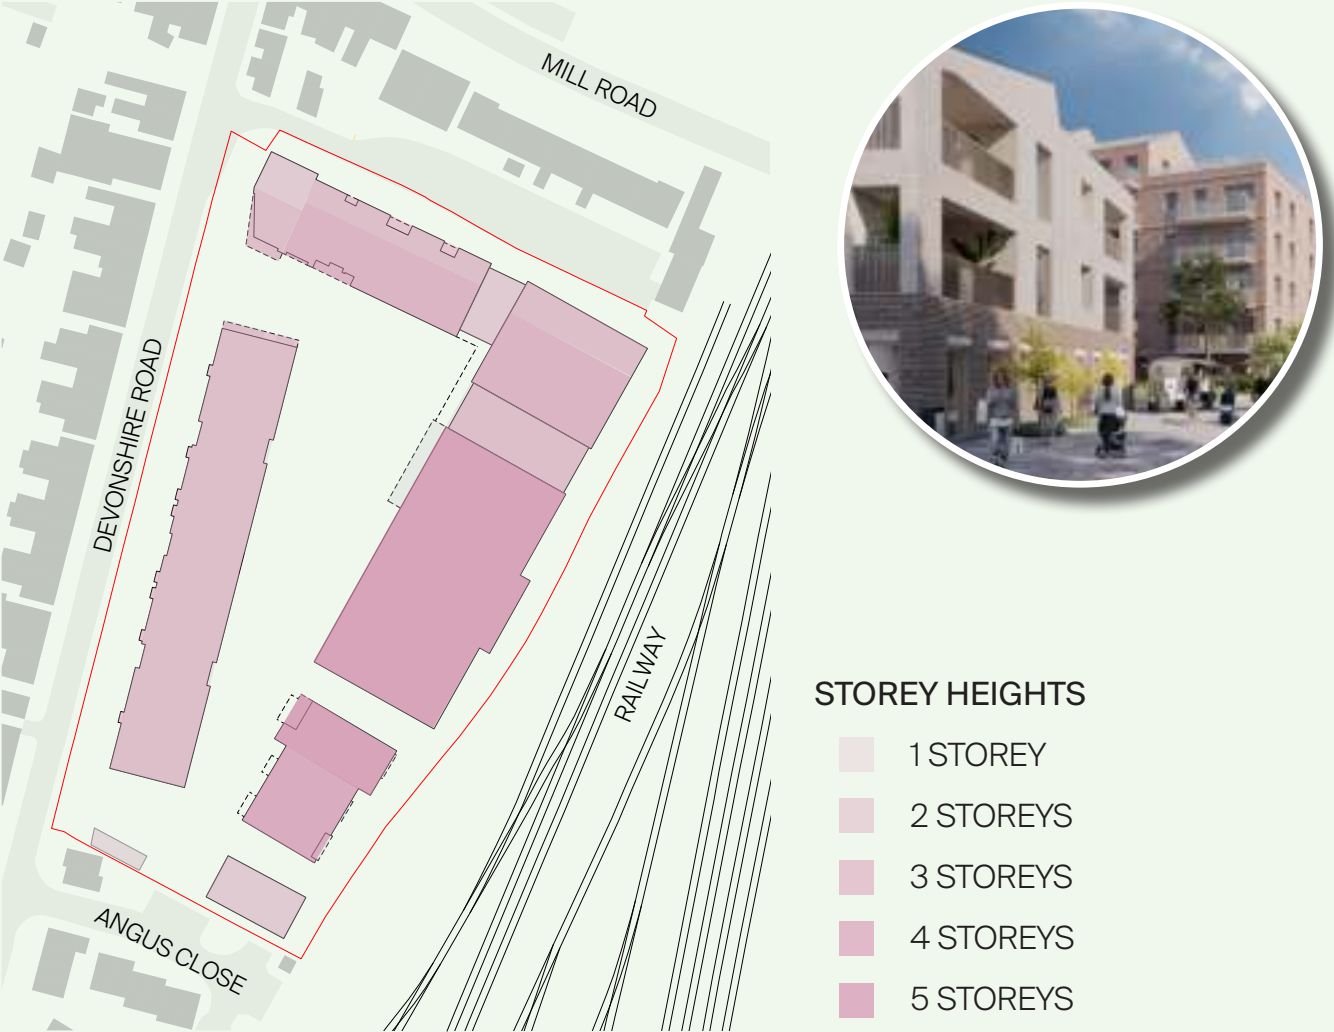 MILL ROAD
DEVONSHIRE ROAD
RAILWAY
ANGUS CLOSE
STOREY HEIGHTS
1 STOREY
2 STOREYS
3 STOREYS
4 STOREYS
5 STOREYS